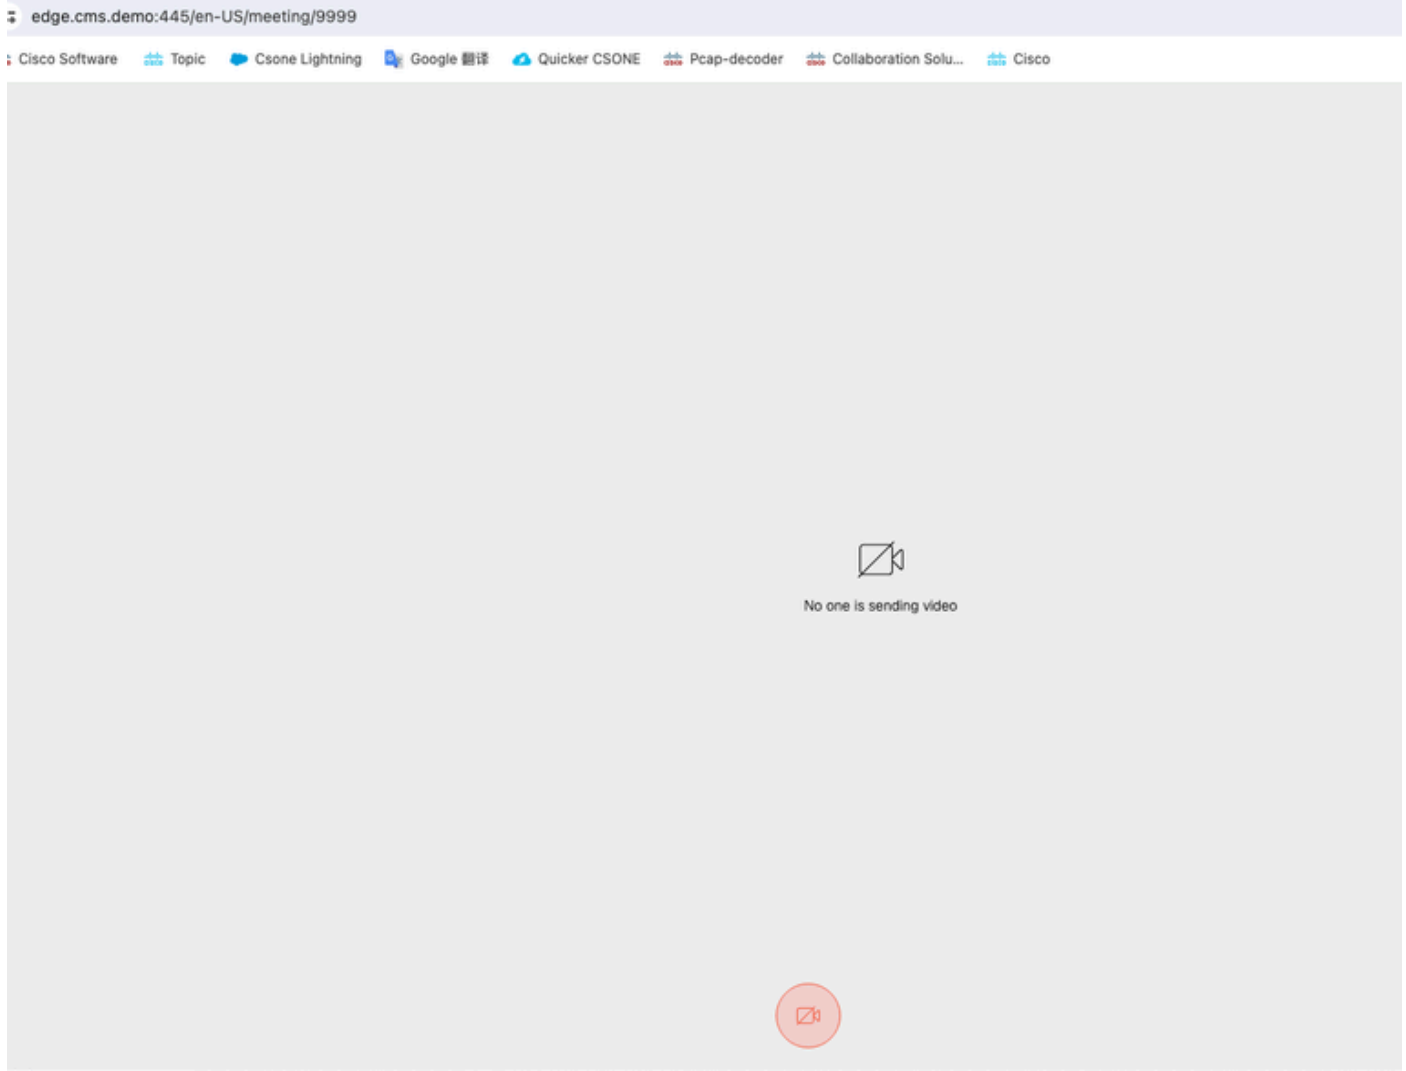 edge.cms.demo:445/en-US/meeting/9999
Cisco Software Topic Csone Lightning Google 翻译 Quicker CSONE Pcap-decoder Collaboration Solu... Cisco
No one is sending video